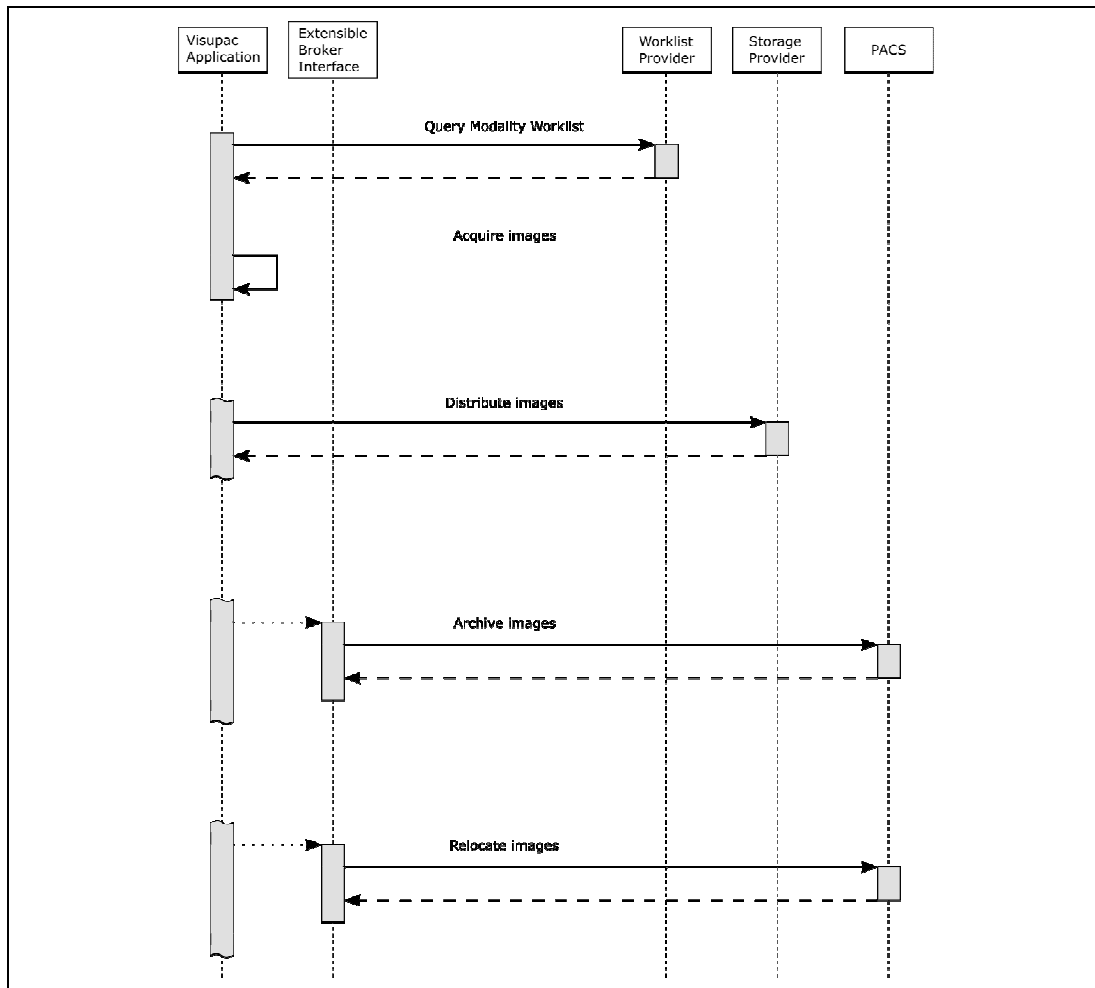 Visupac
Application
Extensible
Broker
Interface
Worklist
Provider
Storage
Provider
PACS
Query Modality Worklist
Acquire images
Distribute images
Archive images
Relocate images